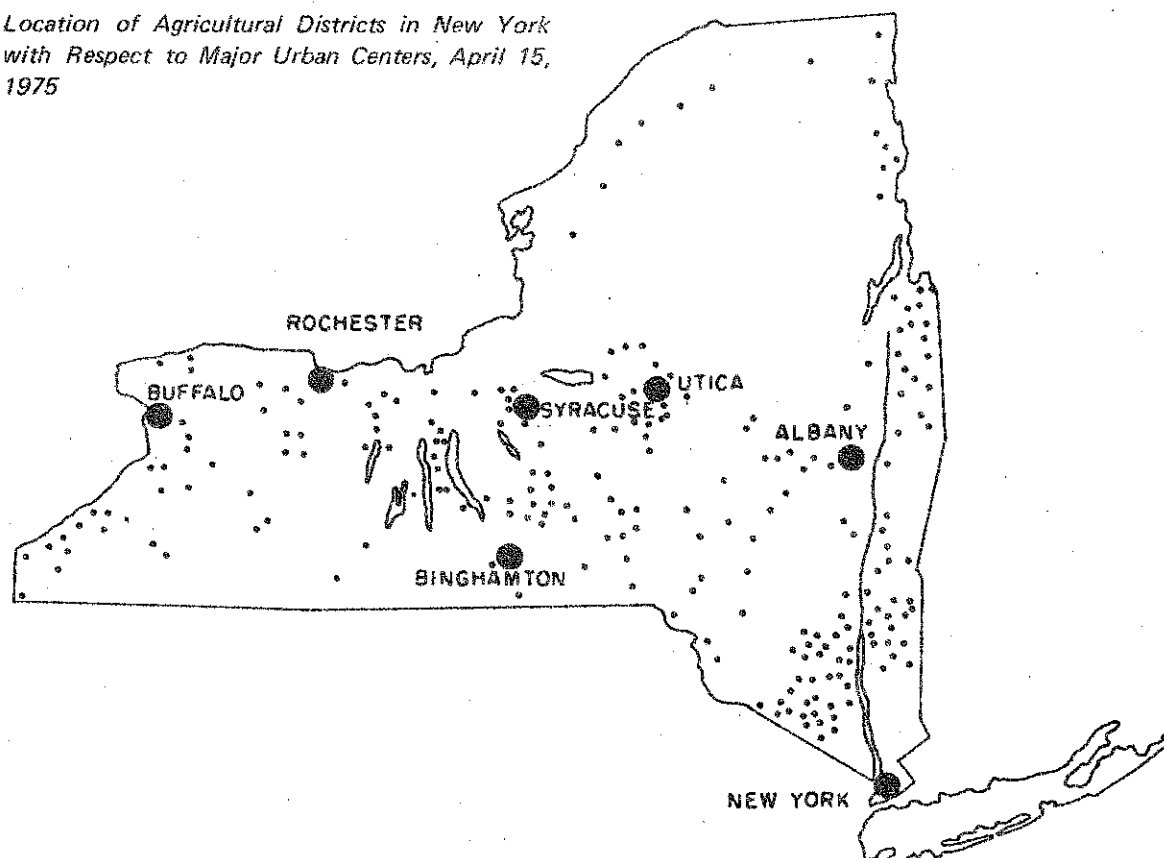 Location of Agricultural Districts in New York
with Respect to Major Urban Centers, April 15,
1975
ROCHESTER
BUFFALO
UTICA
SYRACUSE
ALBANY
BINGHAMTON
NEW YORK